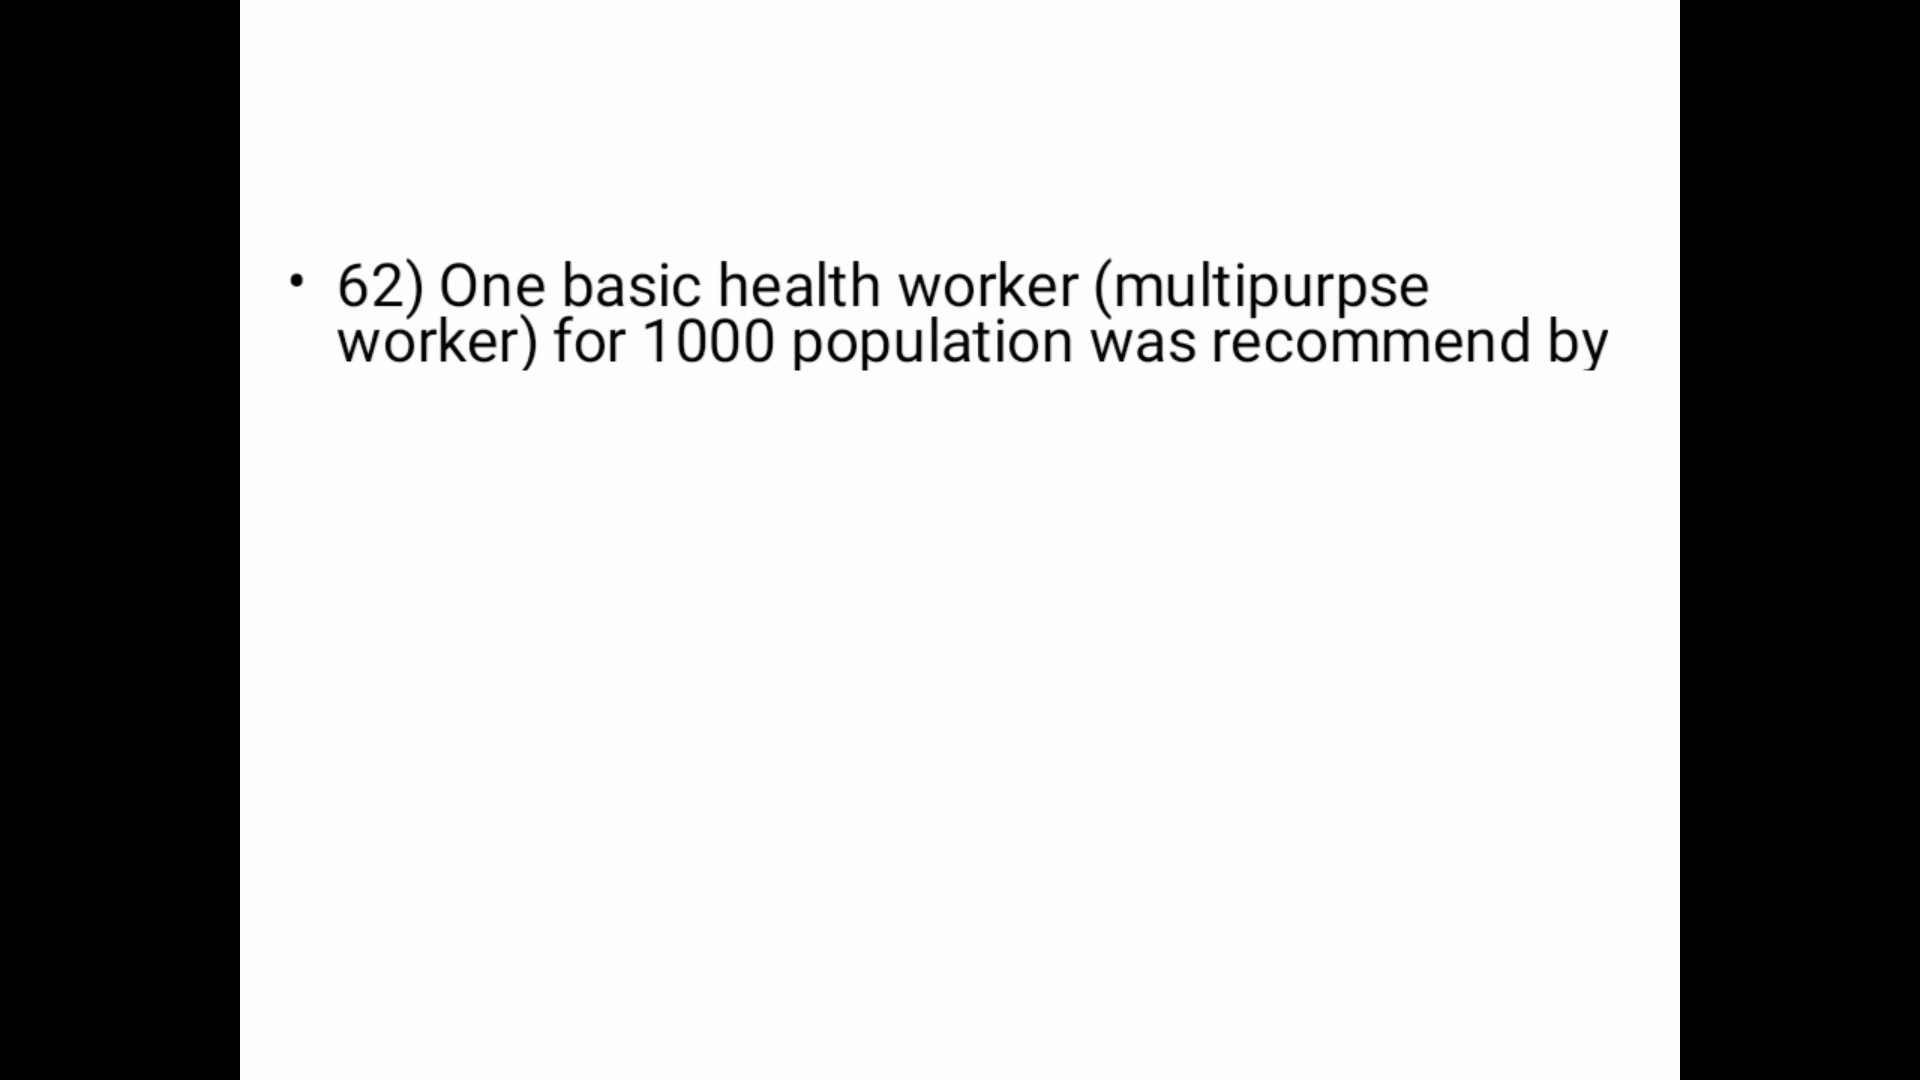 • 62) One basic health worker (multipurpse
worker) for 1000 population was recommend by